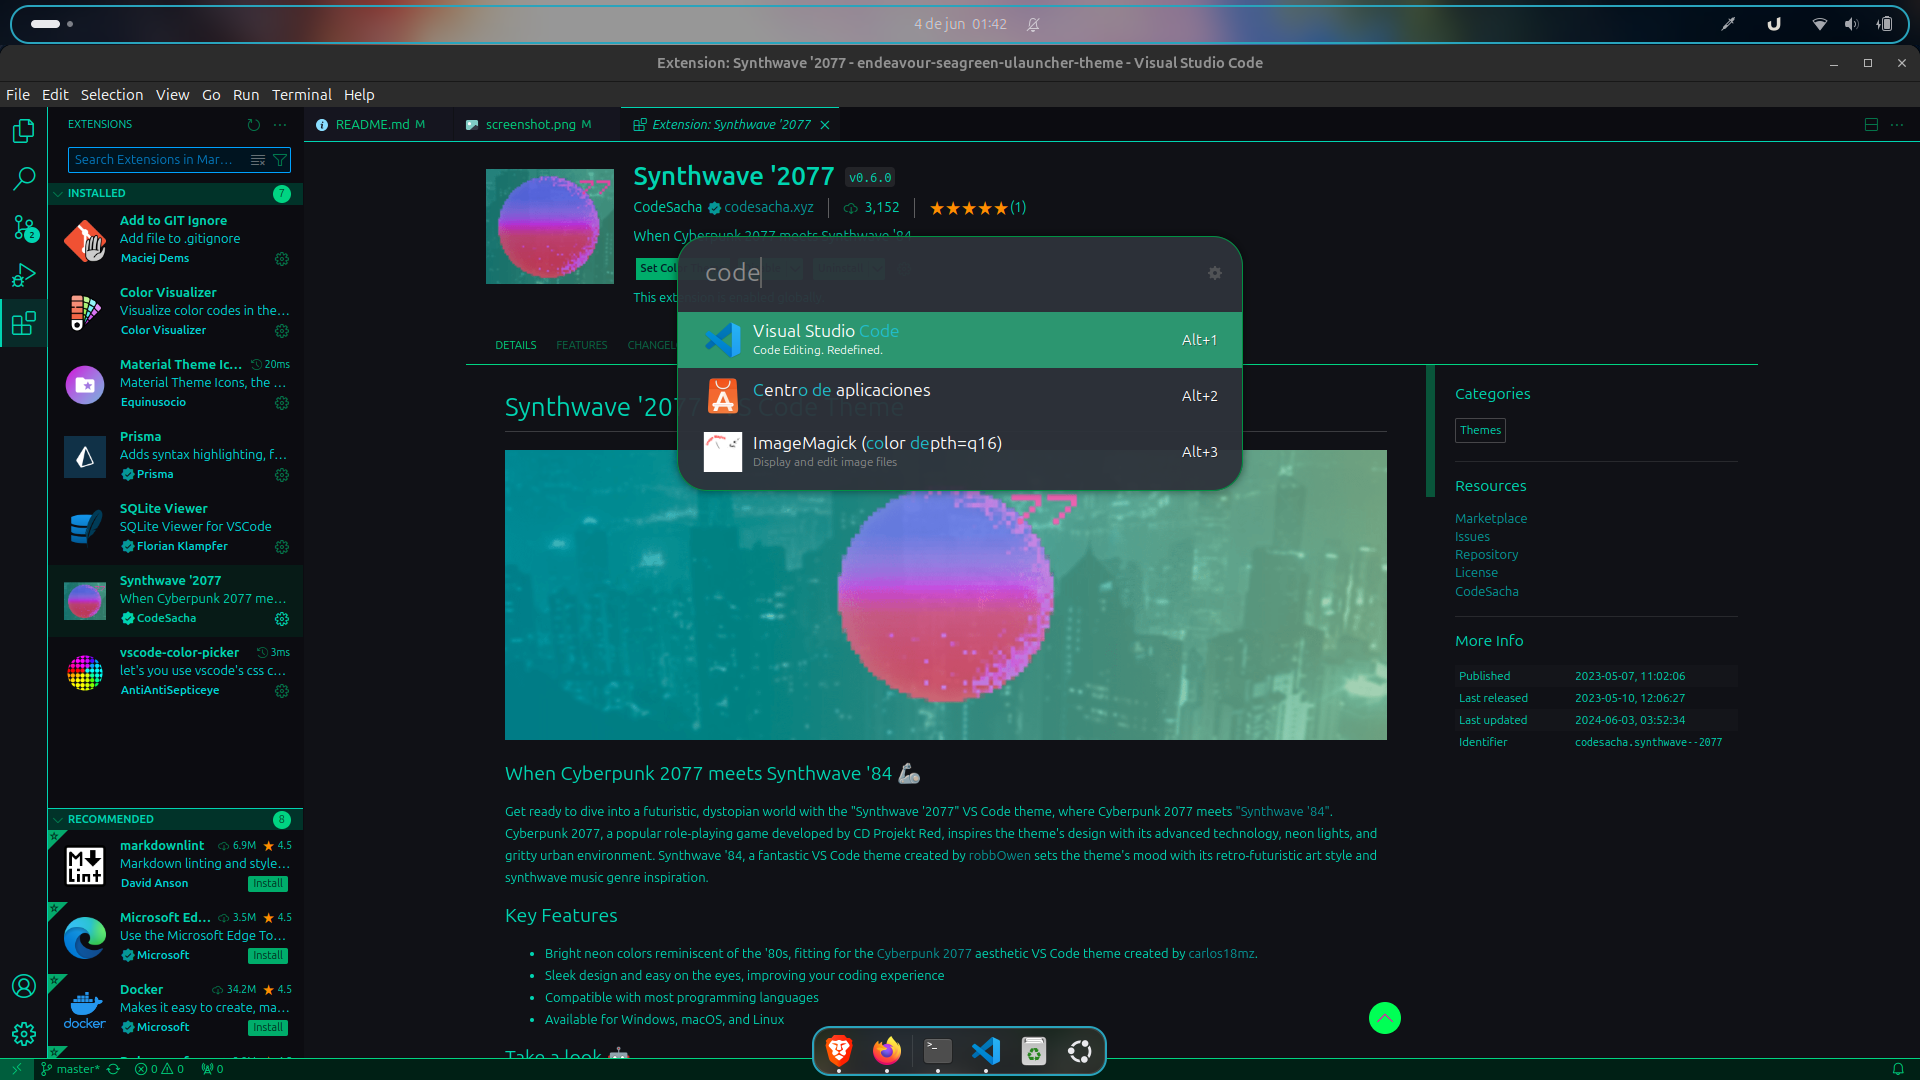 4 de jun 01:42
Extension: Synthwave '2077 - endeavour-seagreen-ulauncher-theme - Visual Studio Code
File Edit Selection View Go Run Terminal Help
EXTENSIONS
Search Extensions in Mar...
INSTALLED 7
Add to GIT Ignore
Add file to .gitignore
Maciej Dems
Color Visualizer
Visualize color codes in the...
Color Visualizer
Material Theme Ic... 20ms
Material Theme Icons, the ...
Equinusocio
Prisma
Adds syntax highlighting, f...
Prisma
SQLite Viewer
SQLite Viewer for VSCode
Florian Klampfer
Synthwave '2077
When Cyberpunk 2077 me...
CodeSacha
vscode-color-picker 3ms
let's you use vscode's css c...
AntiAntiSepticeye
RECOMMENDED 8
markdownlint 6.9M 4.5
Markdown linting and style...
David Anson Install
Microsoft Ed... 3.5M 4.5
Use the Microsoft Edge To...
Microsoft Install
Docker 34.2M 4.5
Makes it easy to create, ma...
Microsoft Install
2
README.md M screenshot.png M Extension: Synthwave '2077
Synthwave '2077 v0.6.0
CodeSacha codesacha.xyz 3,152 (1)
When Cyberpunk 2077 meets Synthwave '84
Set Col
This ext
DETAILS FEATURES CHANGEL
code
Visual Studio Code Alt+1
Code Editing. Redefined.
Centro de aplicaciones Alt+2
ImageMagick (color depth=q16) Alt+3
Display and edit image files
Synthwave '2077 VS Code Theme
77
When Cyberpunk 2077 meets Synthwave '84 🦾
Get ready to dive into a futuristic, dystopian world with the "Synthwave '2077" VS Code theme, where Cyberpunk 2077 meets "Synthwave '84".
Cyberpunk 2077, a popular role-playing game developed by CD Projekt Red, inspires the theme's design with its advanced technology, neon lights, and
gritty urban environment. Synthwave '84, a fantastic VS Code theme created by robbOwen sets the theme's mood with its retro-futuristic art style and
synthwave music genre inspiration.
Key Features
• Bright neon colors reminiscent of the '80s, fitting for the Cyberpunk 2077 aesthetic VS Code theme created by carlos18mz.
• Sleek design and easy on the eyes, improving your coding experience
• Compatible with most programming languages
• Available for Windows, macOS, and Linux
Take a look 🤖
Categories
Themes
Resources
Marketplace
Issues
Repository
License
CodeSacha
More Info
Published 2023-05-07, 11:02:06
Last released 2023-05-10, 12:06:27
Last updated 2024-06-03, 03:52:34
Identifier codesacha.synthwave--2077
master* 0 0 0